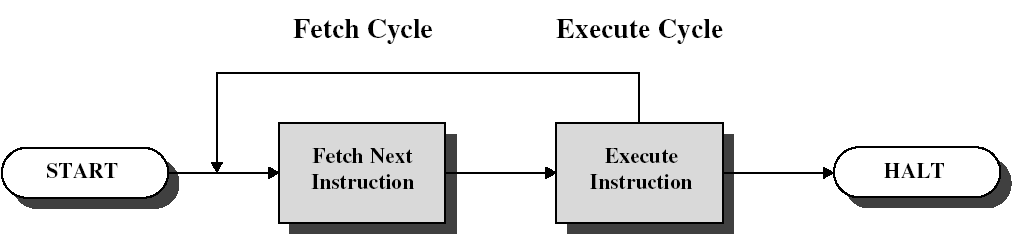 Fetch Cycle
Execute Cycle
START
Fetch Next
Instruction
Execute
Instruction
HALT